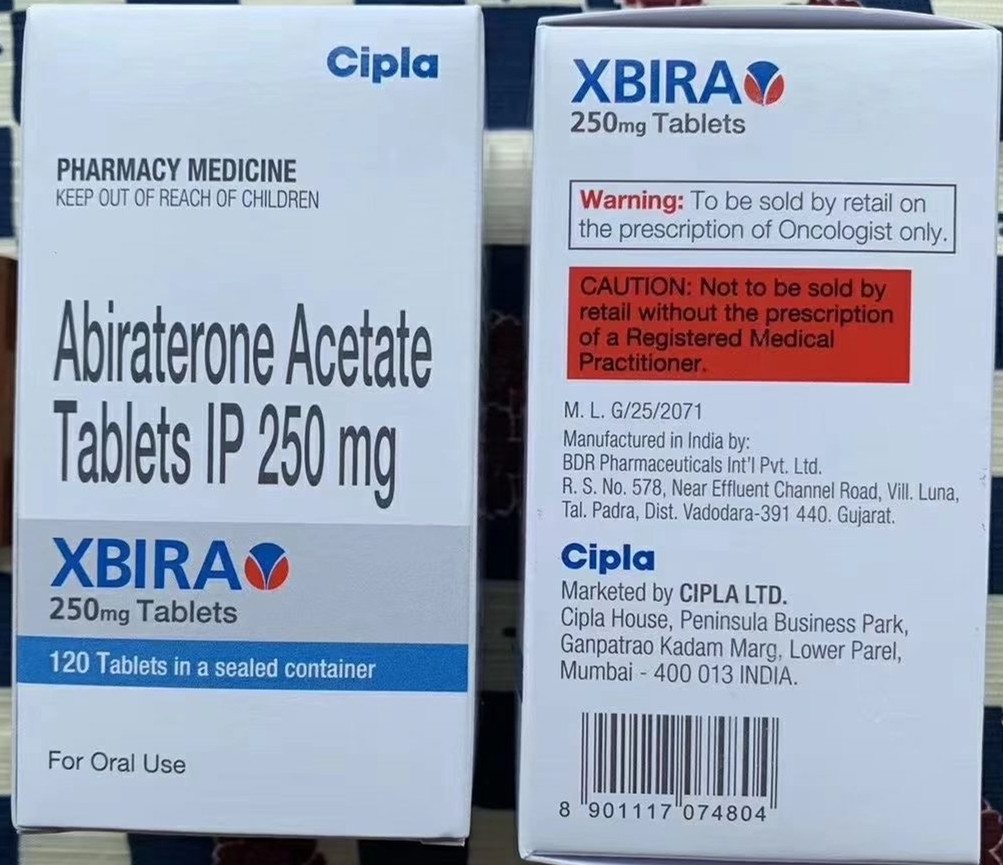 Cipla
PHARMACY MEDICINE
KEEP OUT OF REACH OF CHILDREN
Abiraterone Acetate
Tablets IP 250 mg
XBIRA
250mg Tablets
120 Tablets in a sealed container
For Oral Use
XBIRA
250mg Tablets
Warning: To be sold by retail on
the prescription of Oncologist only.
CAUTION: Not to be sold by
retail without the prescription
of a Registered Medical
Practitioner.
M. L. G/25/2071
Manufactured in India by:
BDR Pharmaceuticals Int'l Pvt. Ltd.
R. S. No. 578, Near Effluent Channel Road, Vill. Luna,
Tal. Padra, Dist. Vadodara-391 440. Gujarat.
Cipla
Marketed by CIPLA LTD.
Cipla House, Peninsula Business Park,
Ganpatrao Kadam Marg, Lower Parel,
Mumbai - 400 013 INDIA.
8 901117 074804